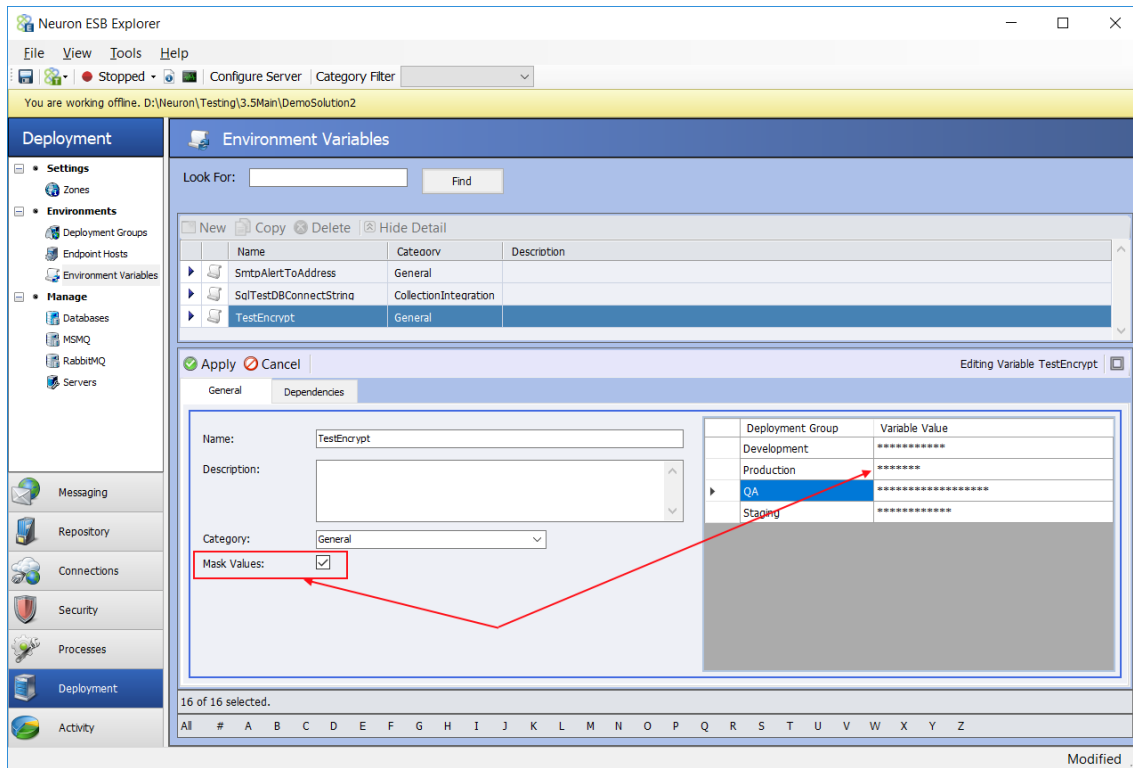 Neuron ESB Explorer
File View Tools Help
Stopped Configure Server Category Filter
You are working offline. D:\Neuron\Testing\3.5Main\DemoSolution2
Deployment
Settings
Zones
Environments
Deployment Groups
Endpoint Hosts
Environment Variables
Manage
Databases
MSMQ
RabbitMQ
Servers
Messaging
Repository
Connections
Security
Processes
Deployment
Activity
Environment Variables
Look For: Find
New Copy Delete Hide Detail
Name Category Description
SmtpAlertToAddress General
SqlTestDBConnectString CollectionIntegration
TestEncrypt General
Apply Cancel Editing Variable TestEncrypt
General Dependencies
Name: TestEncrypt
Description:
Category: General
Mask Values:
Deployment Group Variable Value
Development ***********
Production *******
QA ******************
Staging ************
16 of 16 selected.
All # A B C D E F G H I J K L M N O P Q R S T U V W X Y Z
Modified